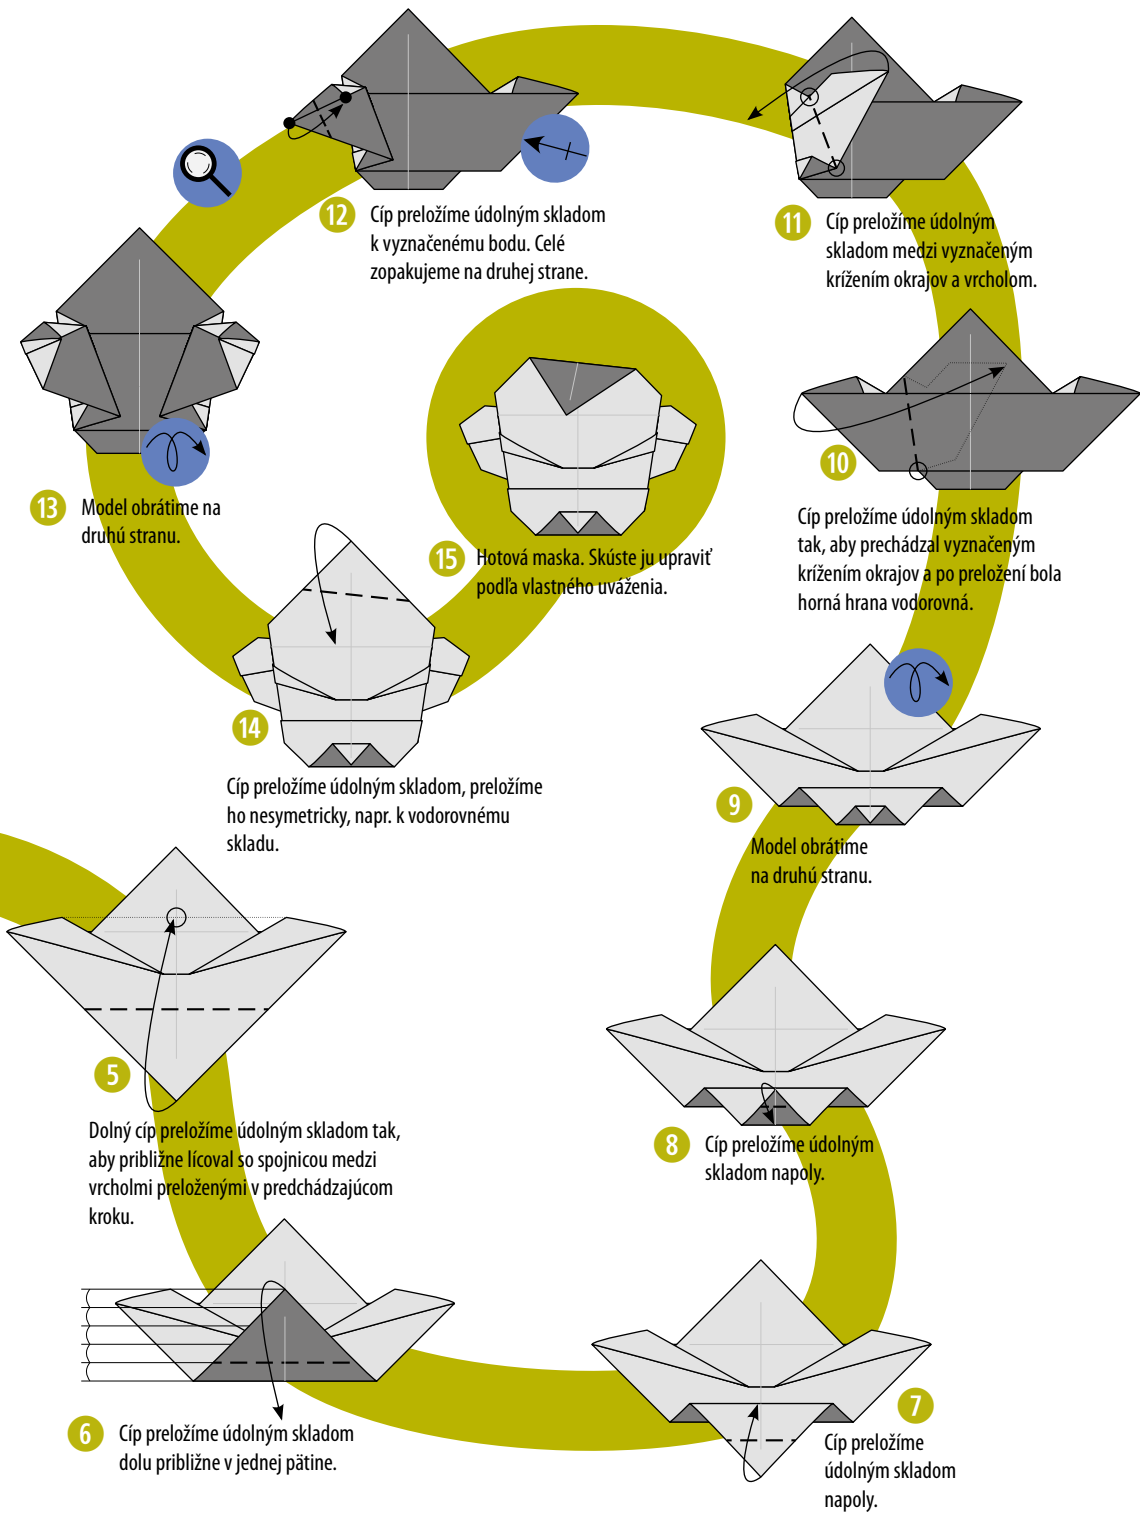 5
Dolný cíp preložíme údolným skladom tak,
aby približne lícoval so spojnicou medzi
vrcholmi preloženými v predchádzajúcom
kroku.
6
Cíp preložíme údolným skladom
dolu približne v jednej pätine.
7
Cíp preložíme
údolným skladom
napoly.
8
Cíp preložíme údolným
skladom napoly.
9
Model obrátime
na druhú stranu.
10
Cíp preložíme údolným skladom
tak, aby prechádzal vyznačeným
krížením okrajov a po preložení bola
horná hrana vodorovná.
11
Cíp preložíme údolným
skladom medzi vyznačeným
krížením okrajov a vrcholom.
12
Cíp preložíme údolným skladom
k vyznačenému bodu. Celé
zopakujeme na druhej strane.
13
Model obrátime na
druhú stranu.
14
Cíp preložíme údolným skladom, preložíme
ho nesymetricky, napr. k vodorovnému
skladu.
15
Hotová maska. Skúste ju upraviť
podľa vlastného uváženia.